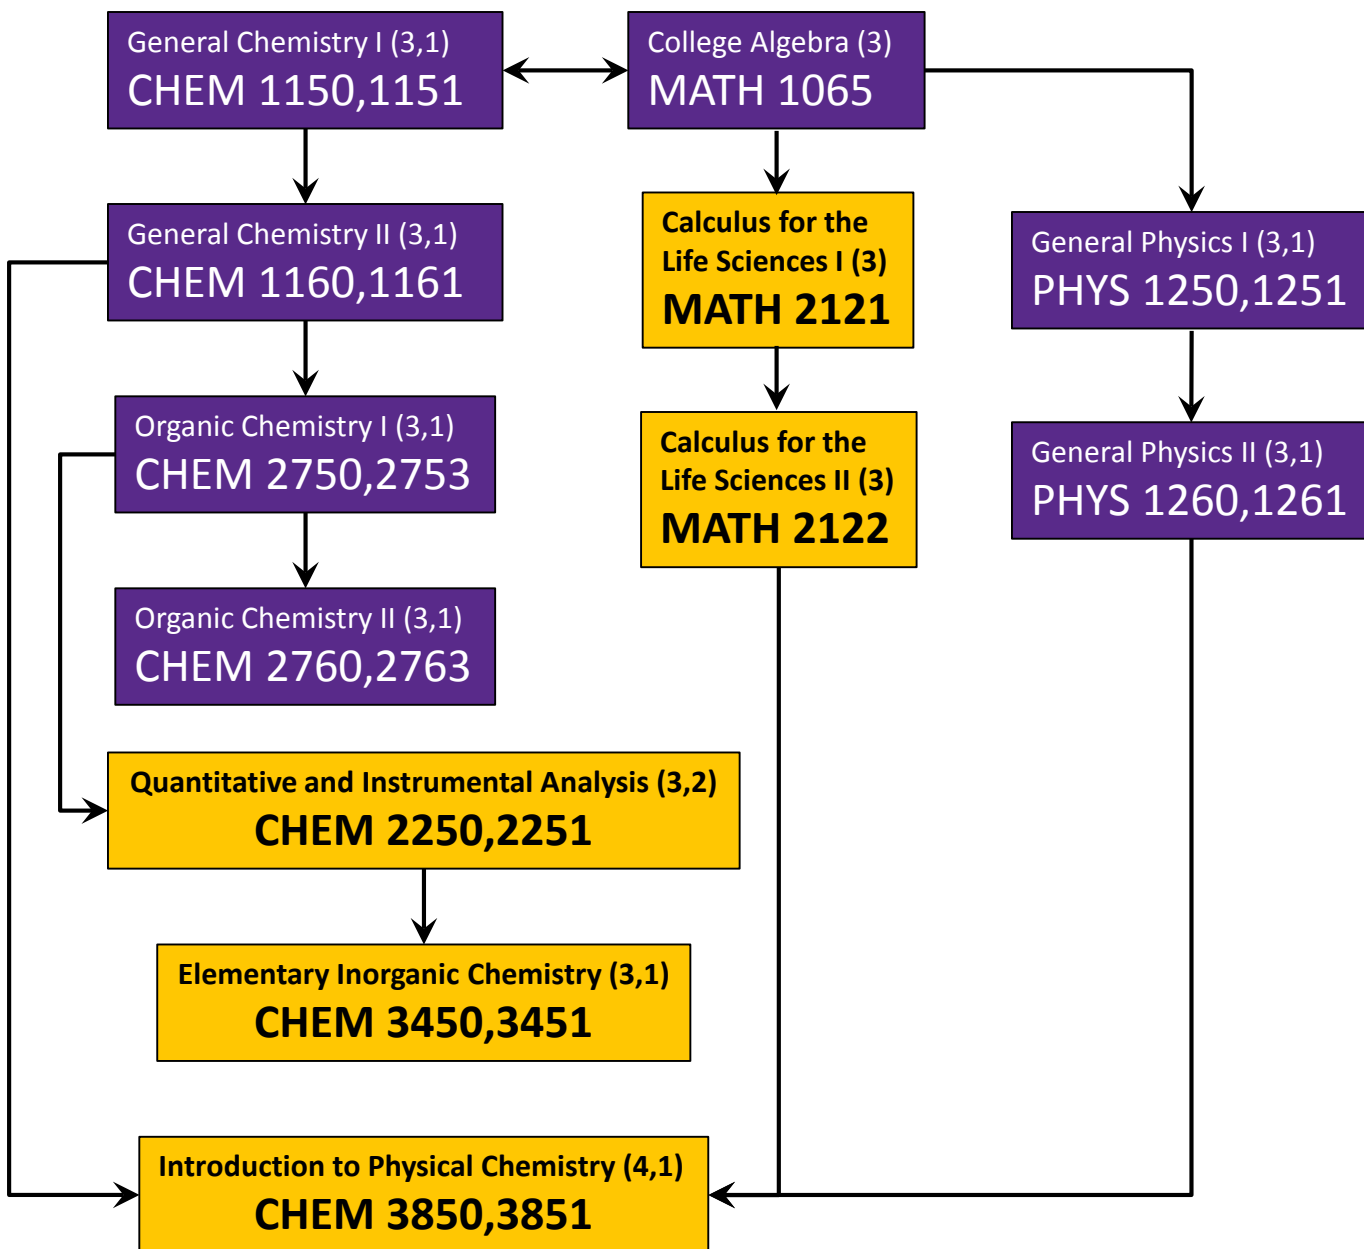 General Chemistry I (3,1)
CHEM 1150,1151
College Algebra (3)
MATH 1065
General Chemistry II (3,1)
CHEM 1160,1161
Calculus for the
Life Sciences I (3)
MATH 2121
General Physics I (3,1)
PHYS 1250,1251
Organic Chemistry I (3,1)
CHEM 2750,2753
Calculus for the
Life Sciences II (3)
MATH 2122
General Physics II (3,1)
PHYS 1260,1261
Organic Chemistry II (3,1)
CHEM 2760,2763
Quantitative and Instrumental Analysis (3,2)
CHEM 2250,2251
Elementary Inorganic Chemistry (3,1)
CHEM 3450,3451
Introduction to Physical Chemistry (4,1)
CHEM 3850,3851